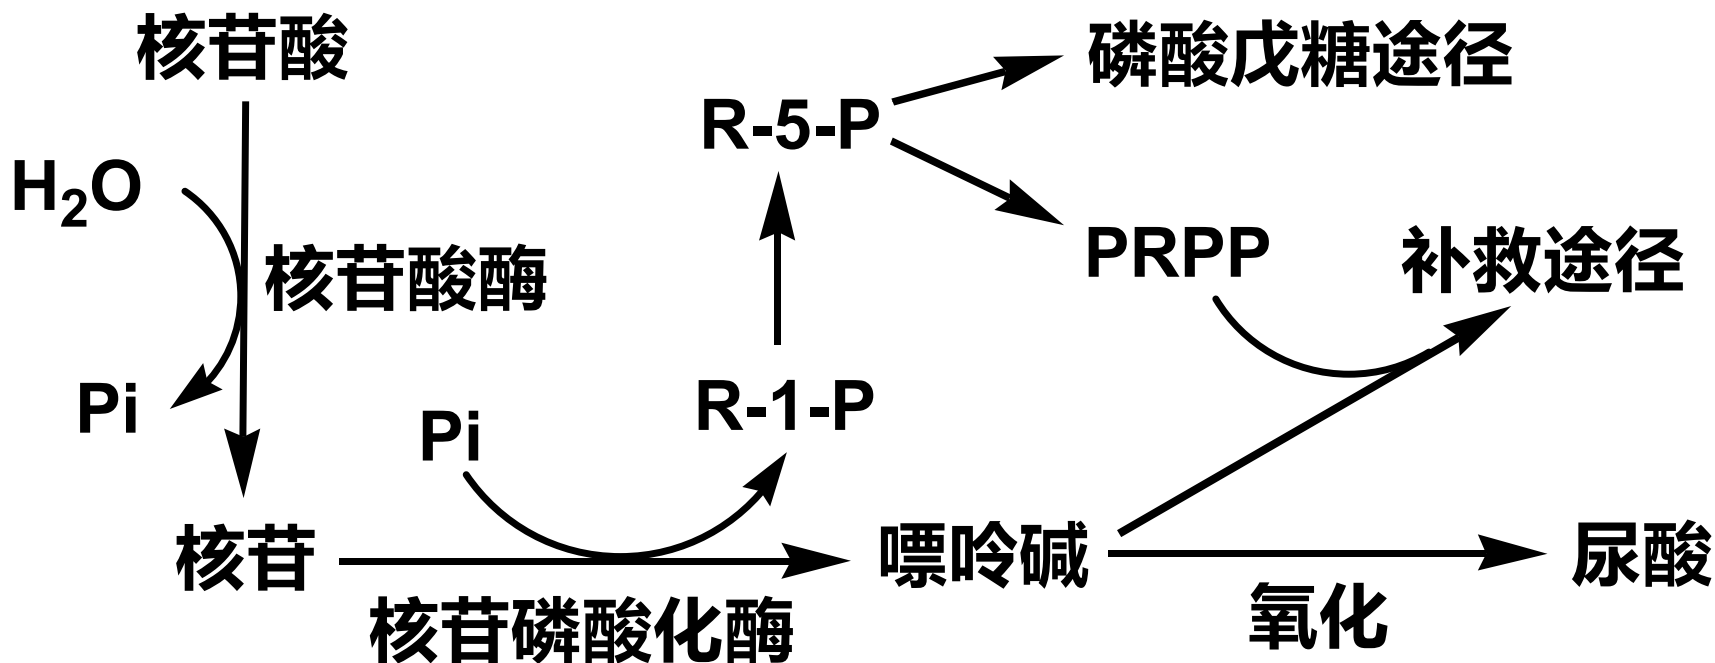 核苷酸
磷酸戊糖途径
R-5-P
H₂O
核苷酸酶
PRPP
补救途径
Pi
R-1-P
Pi
核苷
嘌呤碱
尿酸
核苷磷酸化酶
氧化